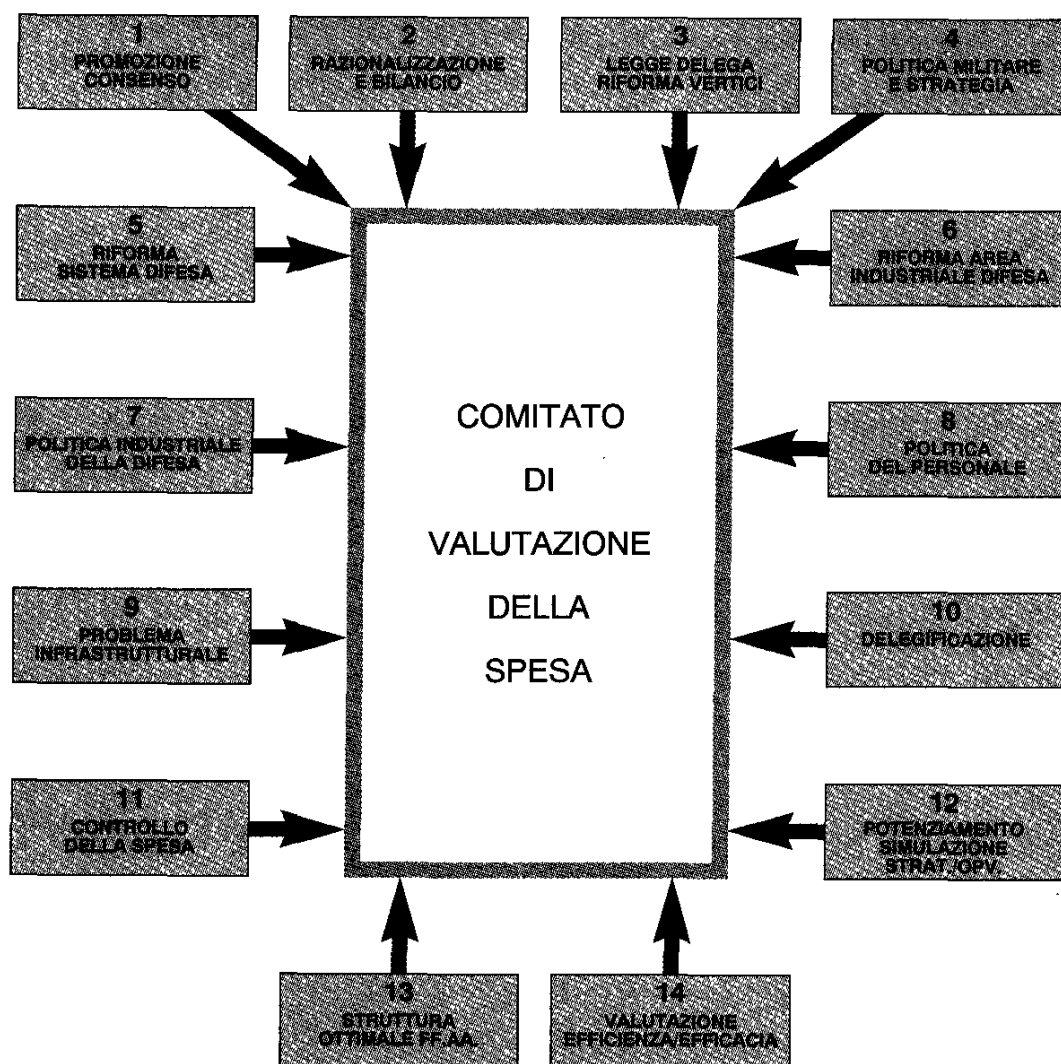 1
PROMOZIONE
CONSENSO
2
RAZIONALIZZAZIONE
E BILANCIO
3
LEGGE DELEGA
RIFORMA VERTICI
4
POLITICA MILITARE
E STRATEGIA
5
RIFORMA
SISTEMA DIFESA
6
RIFORMA AREA
INDUSTRIALE DIFESA
7
POLITICA INDUSTRIALE
DELLA DIFESA
8
POLITICA
DEL PERSONALE
COMITATO
DI
VALUTAZIONE
DELLA
SPESA
9
PROBLEMA
INFRASTRUTTURALE
10
DELEGIFICAZIONE
11
CONTROLLO
DELLA SPESA
12
POTENZIAMENTO
SIMULAZIONE
STRAT./OPV.
13
STRUTTURA
OTTIMALE FF.AA.
14
VALUTAZIONE
EFFICIENZA/EFFICACIA